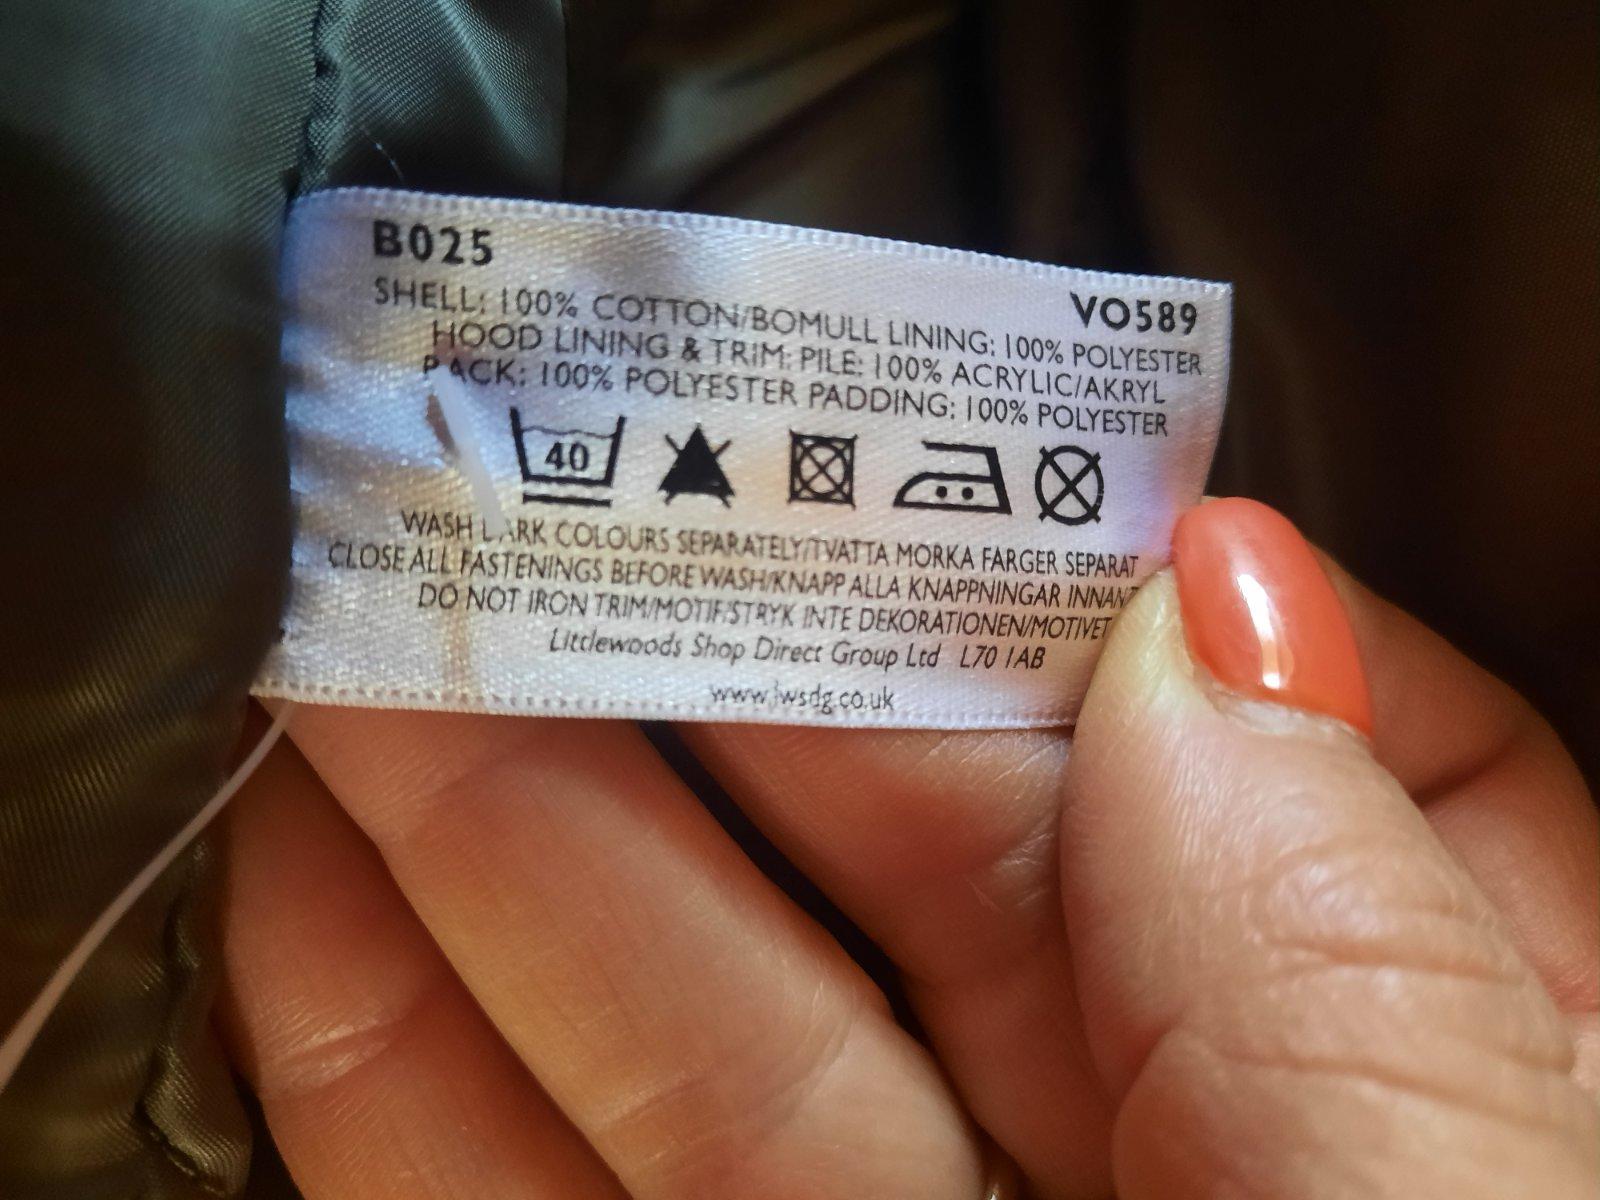 B025
VO589
SHELL: 100% COTTON/BOMULL LINING: 100% POLYESTER
HOOD LINING & TRIM: PILE: 100% ACRYLIC/AKRYL
BACK: 100% POLYESTER PADDING: 100% POLYESTER
40
WASH DARK COLOURS SEPARATELY/TVATTA MORKA FARGER SEPARAT
CLOSE ALL FASTENINGS BEFORE WASH/KNAPP ALLA KNAPPNINGAR INNAN
DO NOT IRON TRIM/MOTIF/STRYK INTE DEKORATIONEN/MOTIVET
Littlewoods Shop Direct Group Ltd L70 1AB
www.lwsdg.co.uk